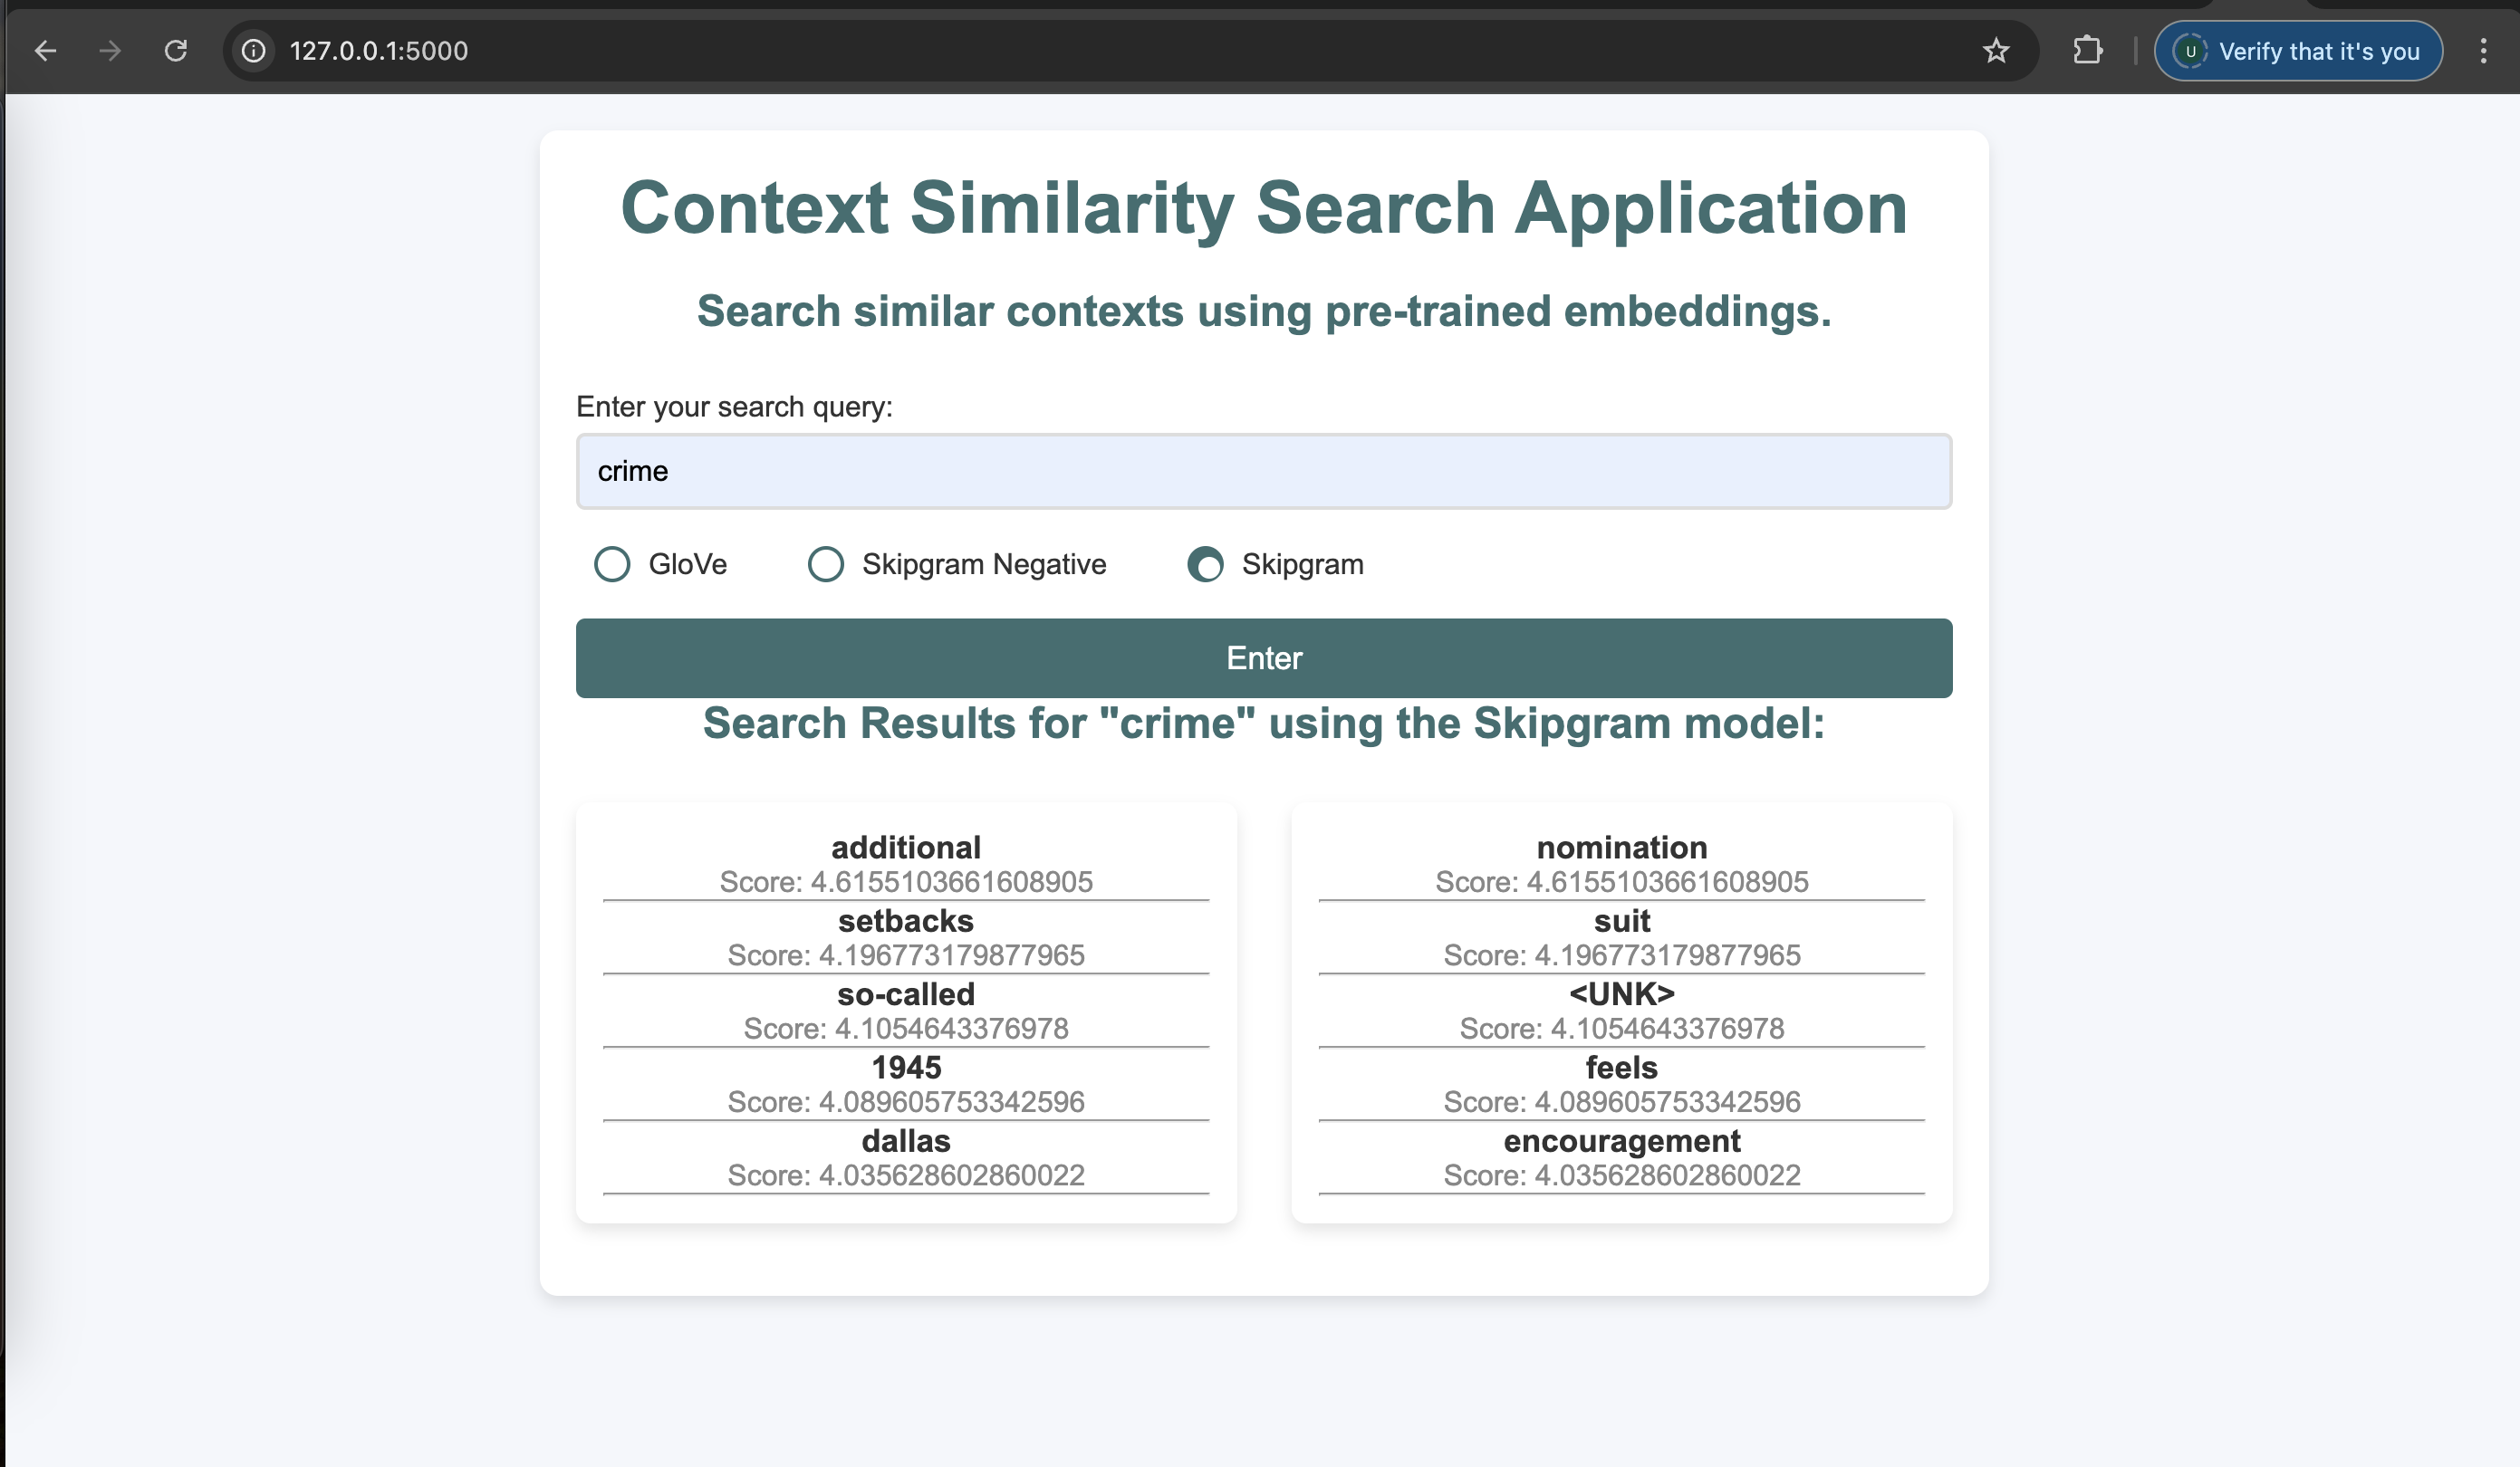 127.0.0.1:5000
U Verify that it's you
Context Similarity Search Application
Search similar contexts using pre-trained embeddings.
Enter your search query:
crime
GloVe Skipgram Negative Skipgram
Enter
Search Results for "crime" using the Skipgram model:
additional
Score: 4.6155103661608905
setbacks
Score: 4.196773179877965
so-called
Score: 4.1054643376978
1945
Score: 4.089605753342596
dallas
Score: 4.035628602860022
nomination
Score: 4.6155103661608905
suit
Score: 4.196773179877965
<UNK>
Score: 4.1054643376978
feels
Score: 4.089605753342596
encouragement
Score: 4.035628602860022